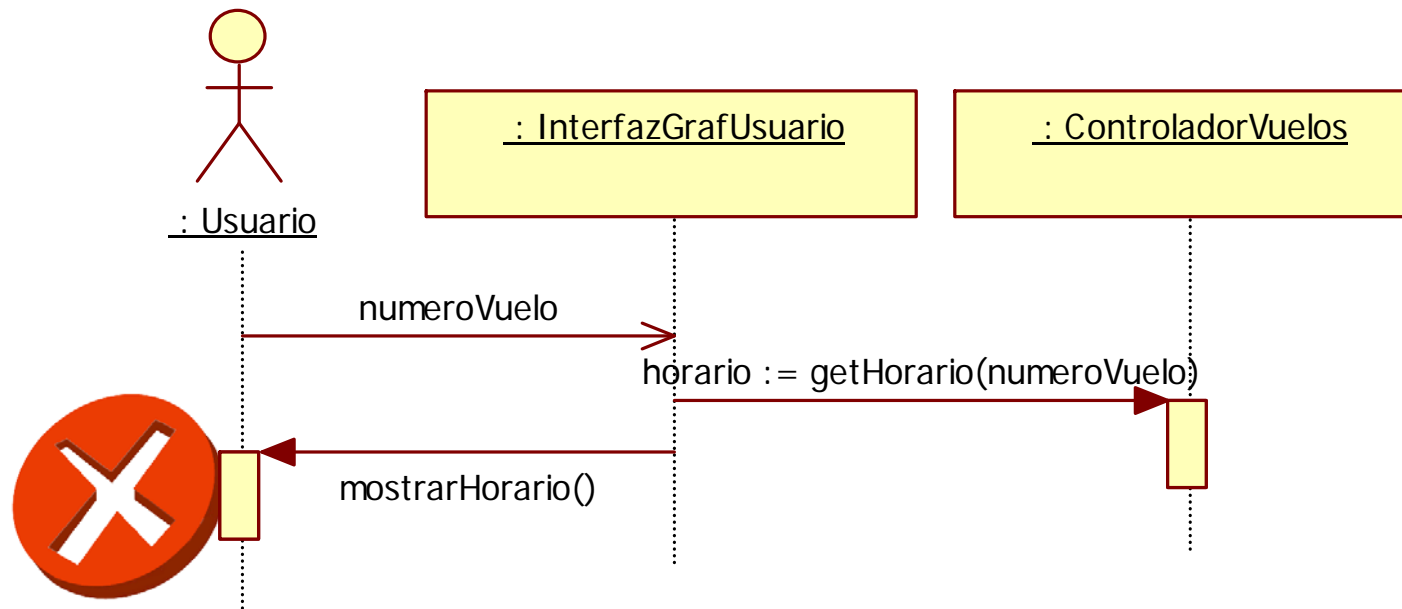 : InterfazGrafUsuario
: ControladorVuelos
: Usuario
numeroVuelo
horario := getHorario(numeroVuelo)
mostrarHorario()